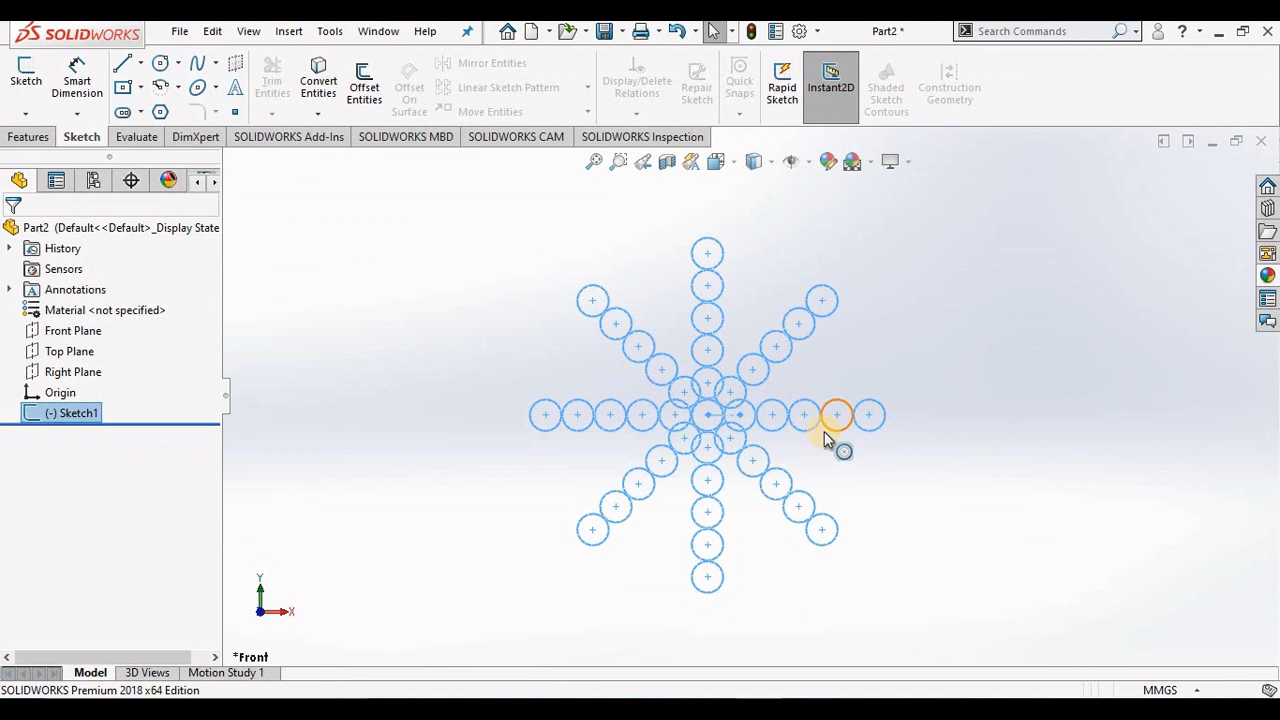 SOLIDWORKS File Edit View Insert Tools Window Help Part2 * Search Commands ?
Sketch Smart Dimension Trim Entities Convert Entities Offset Entities Offset On Surface Mirror Entities Linear Sketch Pattern Move Entities Display/Delete Relations Repair Sketch Quick Snaps Rapid Sketch Instant2D Shaded Sketch Contours Construction Geometry
Features Sketch Evaluate DimXpert SOLIDWORKS Add-Ins SOLIDWORKS MBD SOLIDWORKS CAM SOLIDWORKS Inspection
Part2 (Default<<Default>_Display State
History
Sensors
Annotations
Material <not specified>
Front Plane
Top Plane
Right Plane
Origin
(-) Sketch1
Y
X
*Front
Model 3D Views Motion Study 1
SOLIDWORKS Premium 2018 x64 Edition MMGS